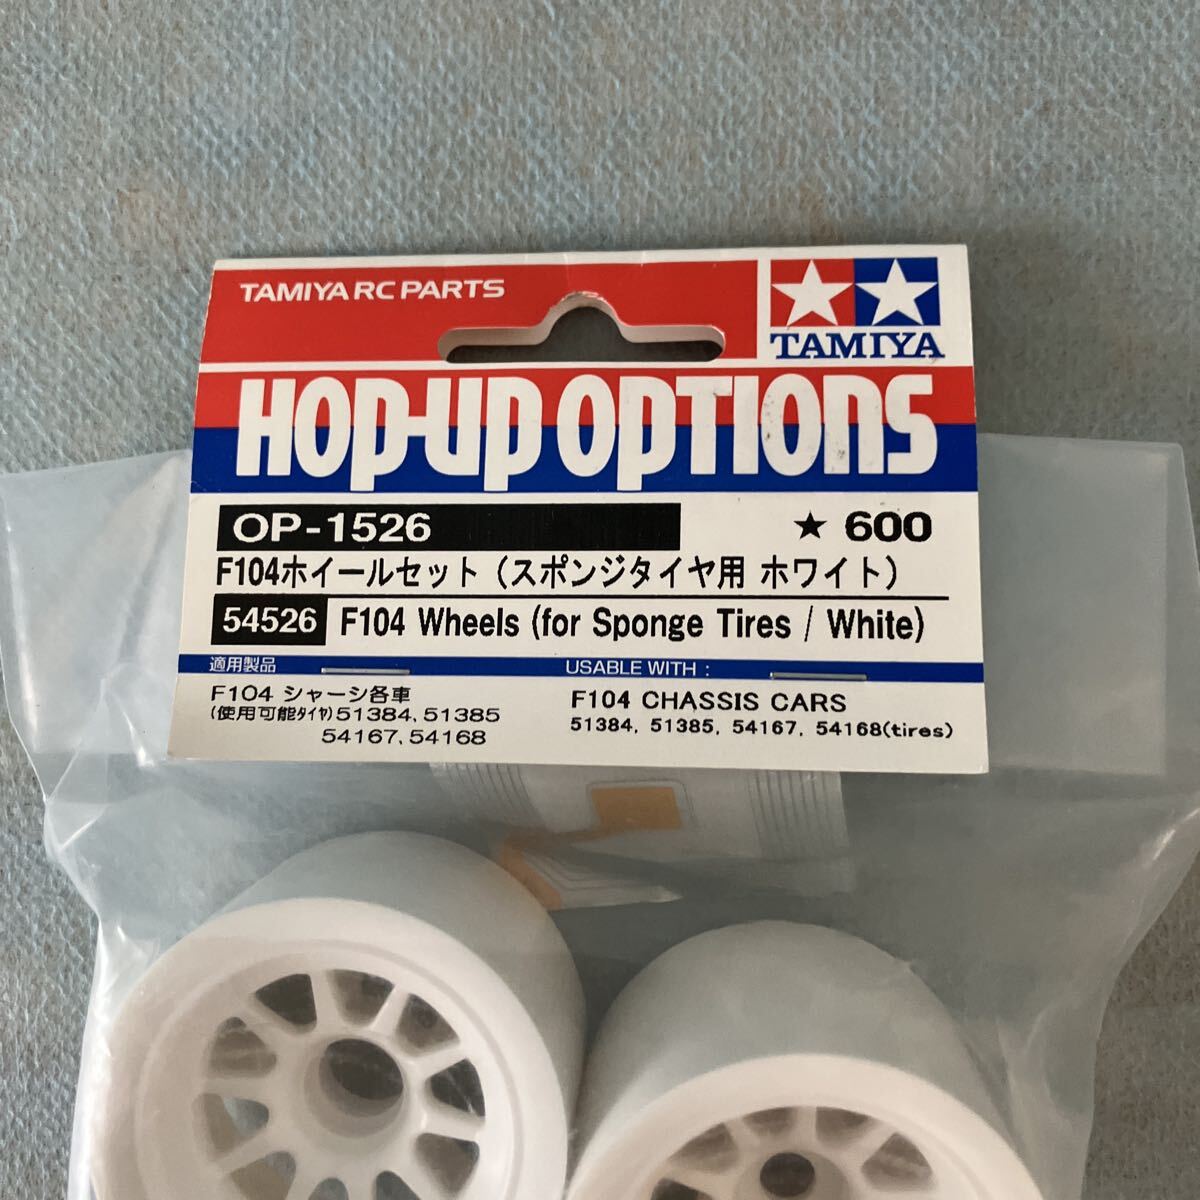 TAMIYA RC PARTS
TAMIYA
HOP-UP OPTIONS
OP-1526 ★ 600
F104ホイールセット（スポンジタイヤ用 ホワイト）
54526 F104 Wheels (for Sponge Tires / White)
適用製品 USABLE WITH :
F104 シャーシ各車
(使用可能ﾀｲﾔ)51384, 51385
54167, 54168
F104 CHASSIS CARS
51384, 51385, 54167, 54168(tires)